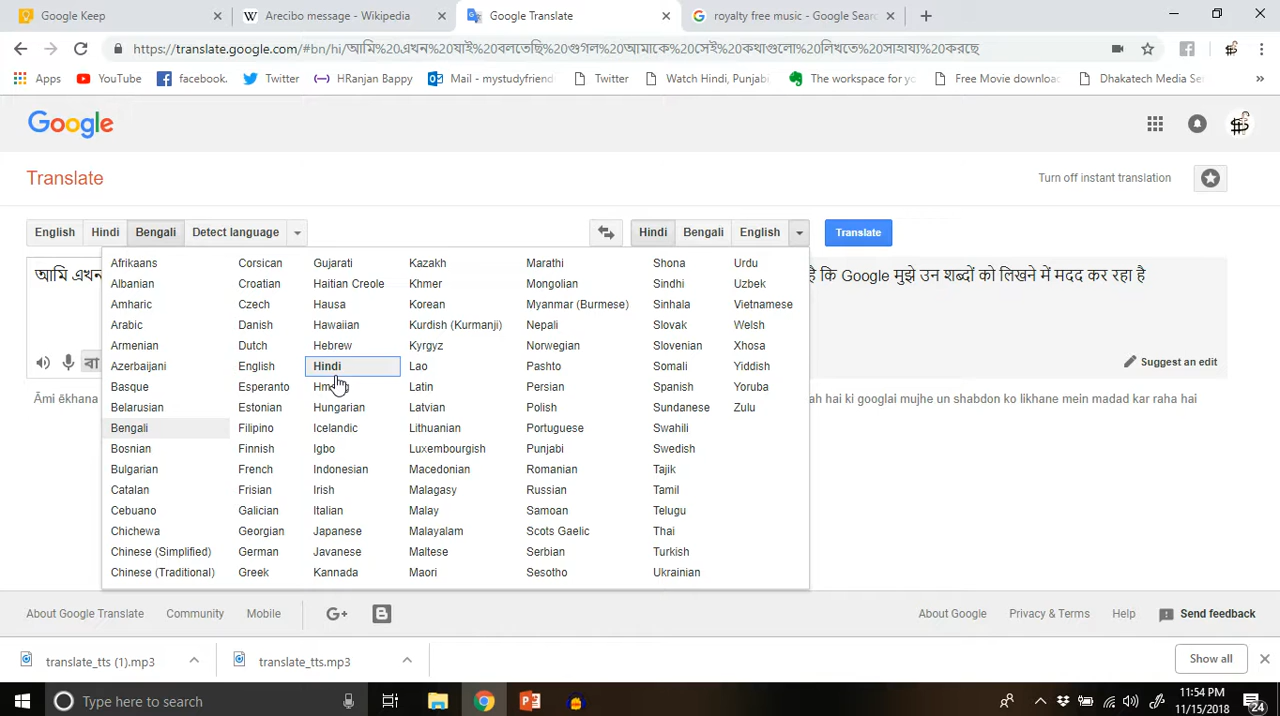 Google Keep
Arecibo message - Wikipedia
Google Translate
royalty free music - Google Searc
https://translate.google.com/#bn/hi/আমি%20এখন%20যাই%20বলতেছি%20গুগল%20আমাকে%20সেই%20কথাগুলো%20লিখতে%20সাহায্য%20করছে
Apps
YouTube
facebook.
Twitter
HRanjan Bappy
Mail - mystudyfriend
Twitter
Watch Hindi, Punjabi
The workspace for yo
Free Movie download
Dhakatech Media Ser
Google
Translate
Turn off instant translation
English Hindi Bengali Detect language
Hindi Bengali English
Translate
আমি এখন
है कि Google मुझे उन शब्दों को लिखने में मदद कर रहा है
Afrikaans Corsican Gujarati Kazakh Marathi Shona Urdu
Albanian Croatian Haitian Creole Khmer Mongolian Sindhi Uzbek
Amharic Czech Hausa Korean Myanmar (Burmese) Sinhala Vietnamese
Arabic Danish Hawaiian Kurdish (Kurmanji) Nepali Slovak Welsh
Armenian Dutch Hebrew Kyrgyz Norwegian Slovenian Xhosa
Azerbaijani English Hindi Lao Pashto Somali Yiddish
Basque Esperanto Latin Persian Spanish Yoruba
Belarusian Estonian Hungarian Latvian Polish Sundanese Zulu
Bengali Filipino Icelandic Lithuanian Portuguese Swahili
Bosnian Finnish Igbo Luxembourgish Punjabi Swedish
Bulgarian French Indonesian Macedonian Romanian Tajik
Catalan Frisian Irish Malagasy Russian Tamil
Cebuano Galician Italian Malay Samoan Telugu
Chichewa Georgian Japanese Malayalam Scots Gaelic Thai
Chinese (Simplified) German Javanese Maltese Serbian Turkish
Chinese (Traditional) Greek Kannada Maori Sesotho Ukrainian
Suggest an edit
Āmi ēkhana
ah hai ki googlai mujhe un shabdon ko likhane mein madad kar raha hai
About Google Translate Community Mobile G+ B
About Google Privacy & Terms Help Send feedback
translate_tts (1).mp3
translate_tts.mp3
Show all
Type here to search
11:54 PM
11/15/2018
24